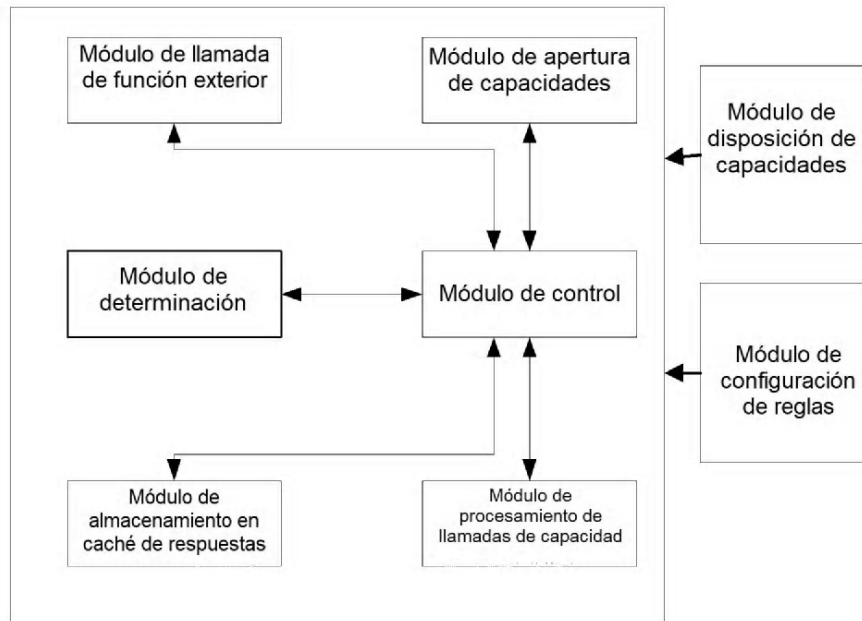 Módulo de llamada
de función exterior
Módulo de apertura
de capacidades
Módulo de
disposición de
capacidades
Módulo de
determinación
Módulo de control
Módulo de
configuración
de reglas
Módulo de
almacenamiento en
caché de respuestas
Módulo de
procesamiento de
llamadas de capacidad